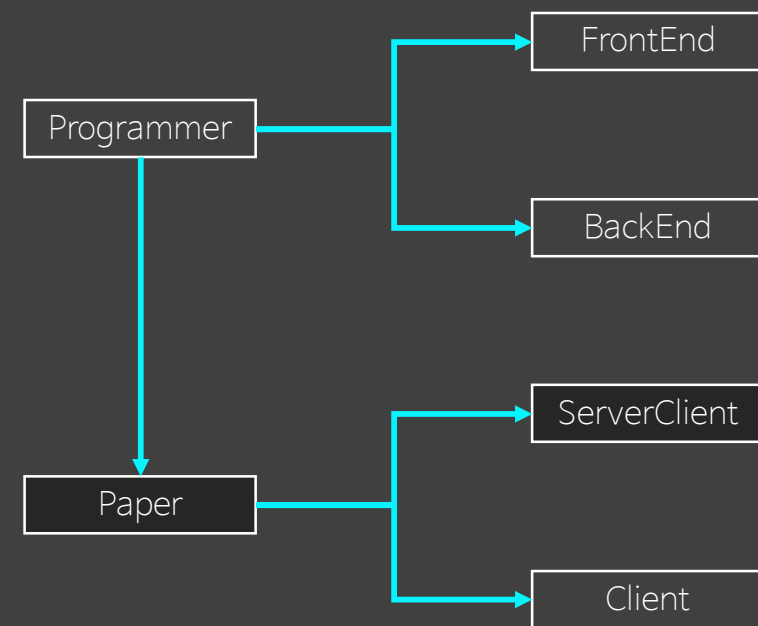 FrontEnd
Programmer
BackEnd
ServerClient
Paper
Client